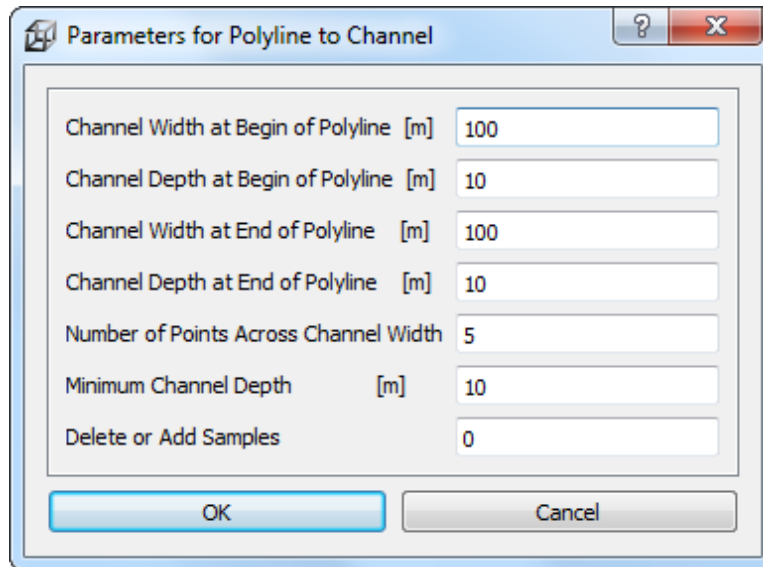 Parameters for Polyline to Channel ? X
Channel Width at Begin of Polyline [m] 100
Channel Depth at Begin of Polyline [m] 10
Channel Width at End of Polyline [m] 100
Channel Depth at End of Polyline [m] 10
Number of Points Across Channel Width 5
Minimum Channel Depth [m] 10
Delete or Add Samples 0
OK Cancel